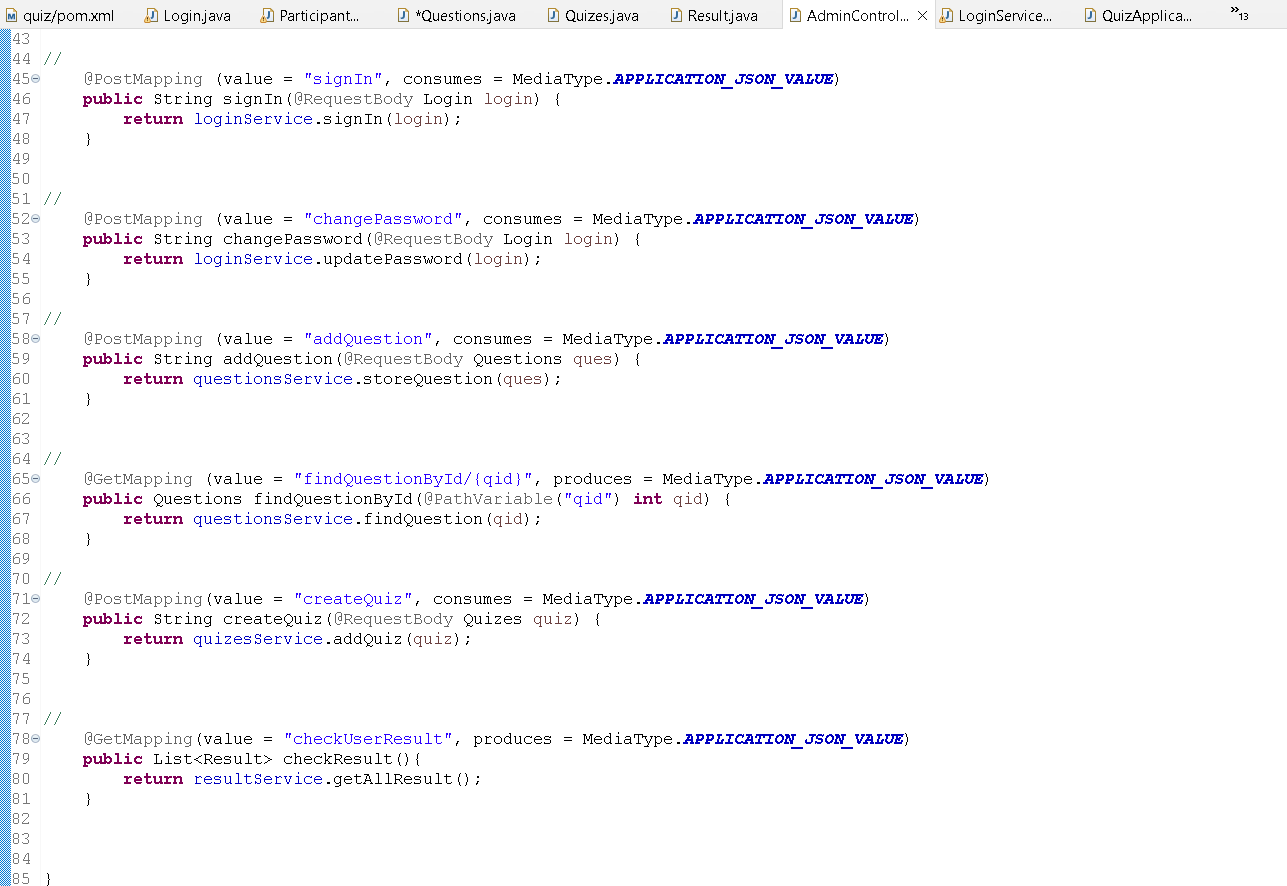 quiz/pom.xml Login.java Participant... *Questions.java Quizes.java Result.java AdminControl... LoginService... QuizApplica... »13
43
44 //
45 @PostMapping (value = "signIn", consumes = MediaType.APPLICATION_JSON_VALUE)
46 public String signIn(@RequestBody Login login) {
47 return loginService.signIn(login);
48 }
49
50
51 //
52 @PostMapping (value = "changePassword", consumes = MediaType.APPLICATION_JSON_VALUE)
53 public String changePassword(@RequestBody Login login) {
54 return loginService.updatePassword(login);
55 }
56
57 //
58 @PostMapping (value = "addQuestion", consumes = MediaType.APPLICATION_JSON_VALUE)
59 public String addQuestion(@RequestBody Questions ques) {
60 return questionsService.storeQuestion(ques);
61 }
62
63
64 //
65 @GetMapping (value = "findQuestionById/{qid}", produces = MediaType.APPLICATION_JSON_VALUE)
66 public Questions findQuestionById(@PathVariable("qid") int qid) {
67 return questionsService.findQuestion(qid);
68 }
69
70 //
71 @PostMapping(value = "createQuiz", consumes = MediaType.APPLICATION_JSON_VALUE)
72 public String createQuiz(@RequestBody Quizes quiz) {
73 return quizesService.addQuiz(quiz);
74 }
75
76
77 //
78 @GetMapping(value = "checkUserResult", produces = MediaType.APPLICATION_JSON_VALUE)
79 public List<Result> checkResult(){
80 return resultService.getAllResult();
81 }
82
83
84
85 }